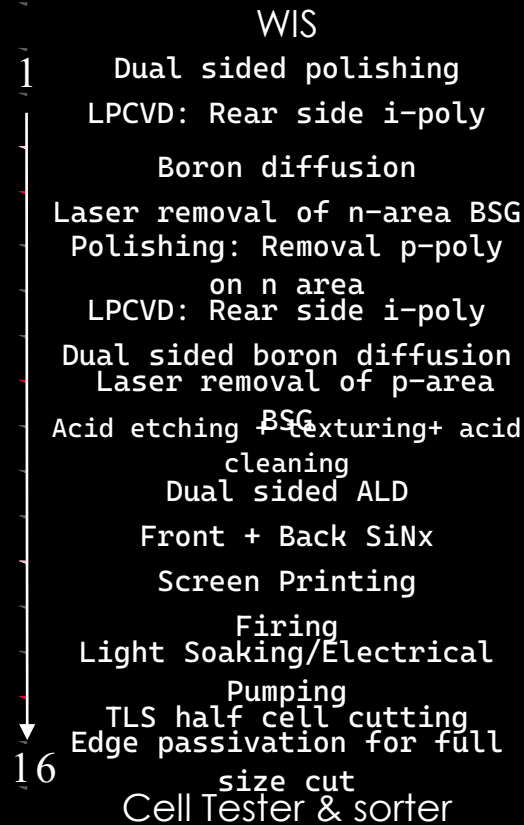 WIS
1
Dual sided polishing
LPCVD: Rear side i-poly
Boron diffusion
Laser removal of n-area BSG
Polishing: Removal p-poly
on n area
LPCVD: Rear side i-poly
Dual sided boron diffusion
Laser removal of p-area
BSG
Acid etching + texturing+ acid
cleaning
Dual sided ALD
Front + Back SiNx
Screen Printing
Firing
Light Soaking/Electrical
Pumping
TLS half cell cutting
Edge passivation for full
size cut
16
Cell Tester & sorter